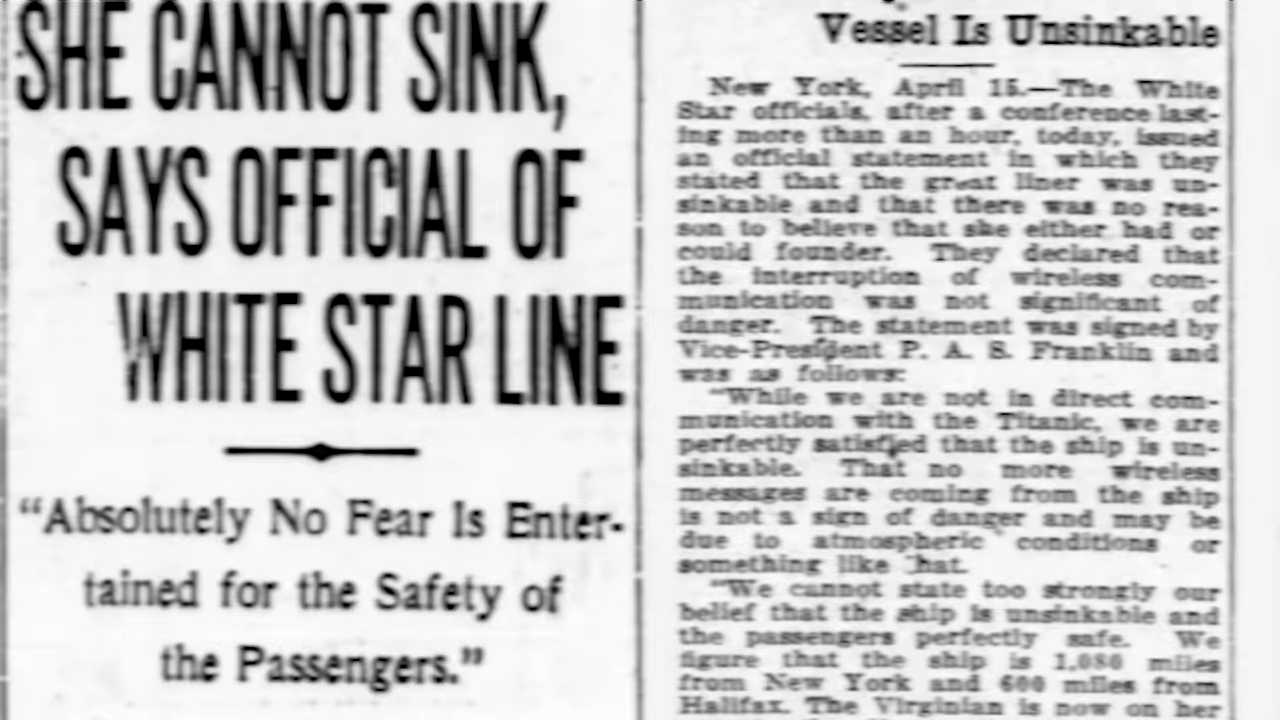 SHE CANNOT SINK,
SAYS OFFICIAL OF
WHITE STAR LINE
"Absolutely No Fear Is Enter-
tained for the Safety of
the Passengers."
Vessel Is Unsinkable
New York, April 15.—The White
Star officials, after a conference last-
ing more than an hour, today, issued
an official statement in which they
stated that the great liner was un-
sinkable and that there was no rea-
son to believe that she either had or
could founder. They declared that
the interruption of wireless com-
munication was not significant of
danger. The statement was signed by
Vice-President P. A. S. Franklin and
was as follows:
"While we are not in direct com-
munication with the Titanic, we are
perfectly satisfied that the ship is un-
sinkable. That no more wireless
messages are coming from the ship
is not a sign of danger and may be
due to atmospheric conditions or
something like that.
"We cannot state too strongly our
belief that the ship is unsinkable and
the passengers perfectly safe. We
figure that the ship is 1,080 miles
from New York and 600 miles from
Halifax. The Virginian is now on her